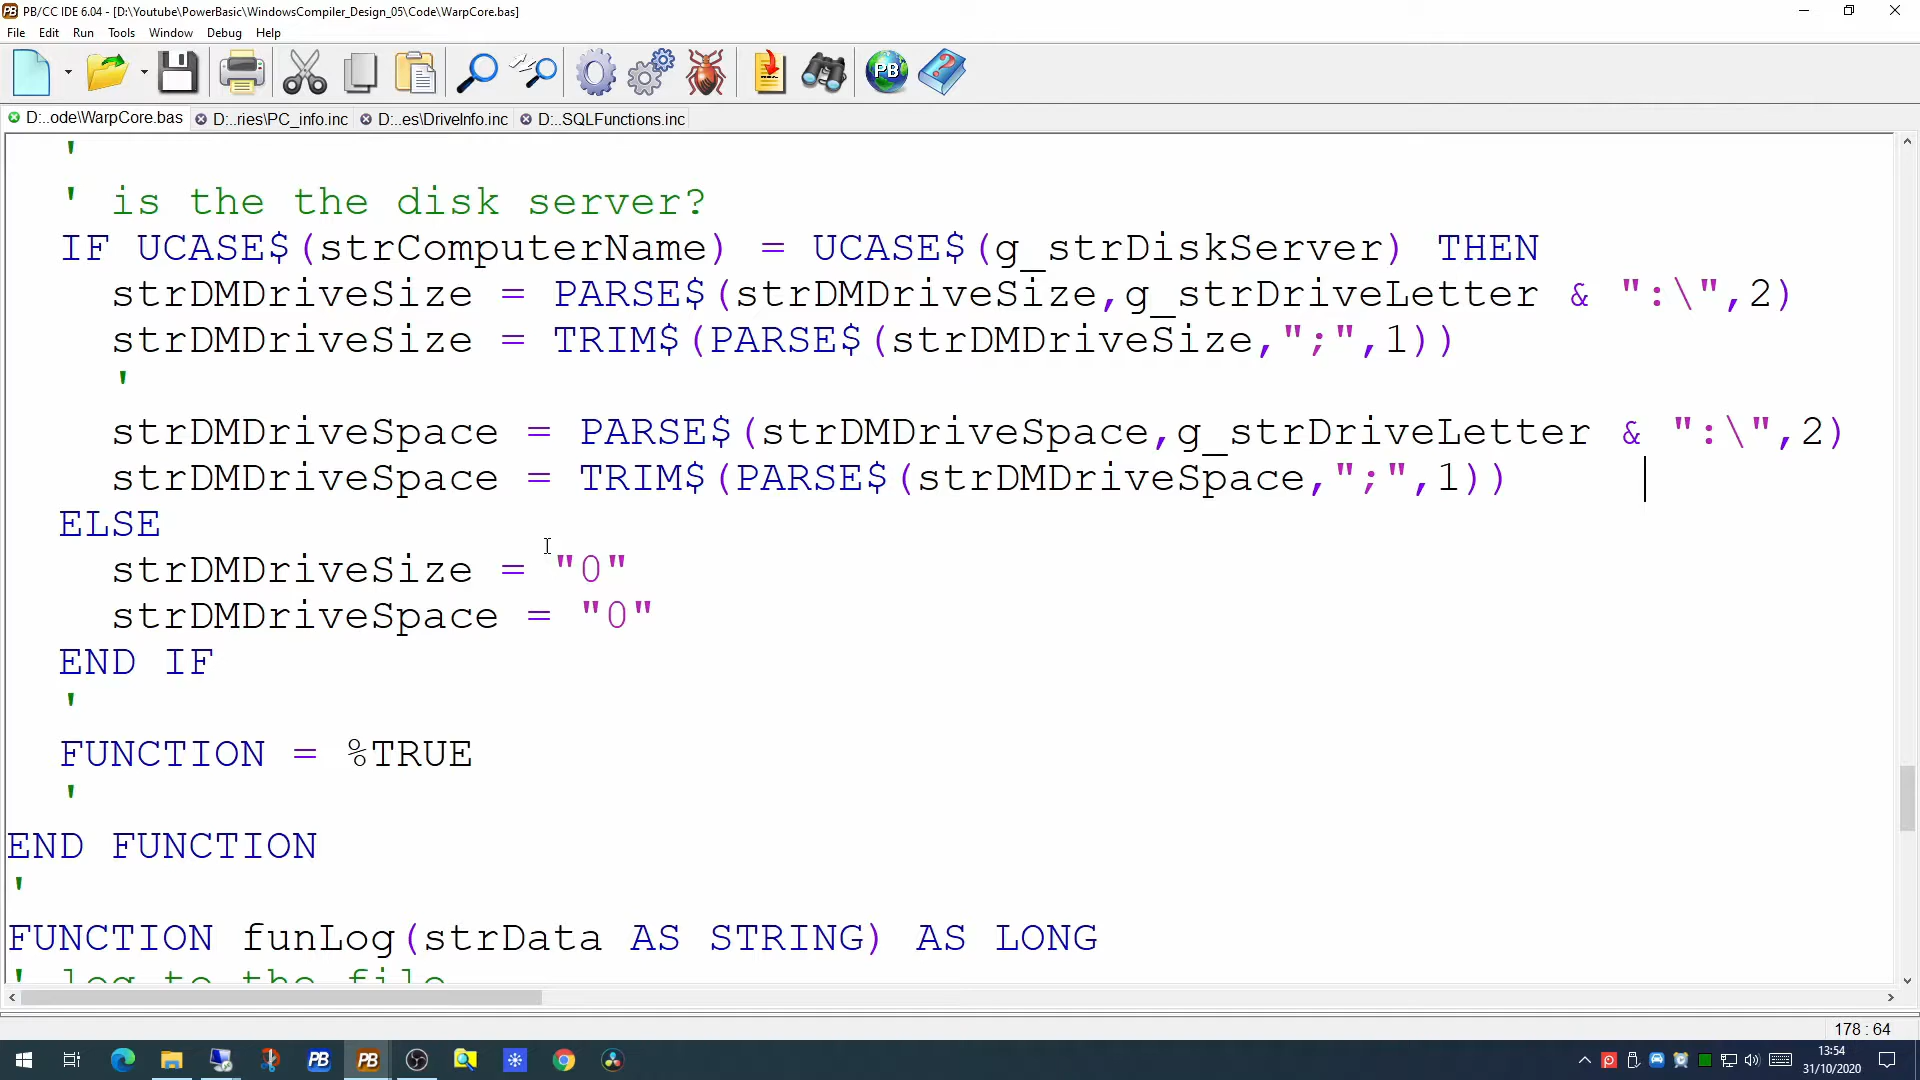 PB/CC IDE 6.04 - [D:\Youtube\PowerBasic\WindowsCompiler_Design_05\Code\WarpCore.bas]
File Edit Run Tools Window Debug Help
D:..ode\WarpCore.bas D:..ries\PC_info.inc D:..es\DriveInfo.inc D:..SQLFunctions.inc
'
' is the the disk server?
IF UCASE$(strComputerName) = UCASE$(g_strDiskServer) THEN
strDMDriveSize = PARSE$(strDMDriveSize,g_strDriveLetter & ":\",2)
strDMDriveSize = TRIM$(PARSE$(strDMDriveSize,";",1))
'
strDMDriveSpace = PARSE$(strDMDriveSpace,g_strDriveLetter & ":\",2)
strDMDriveSpace = TRIM$(PARSE$(strDMDriveSpace,";",1))
ELSE
strDMDriveSize = "0"
strDMDriveSpace = "0"
END IF
'
FUNCTION = %TRUE
'
END FUNCTION
'
FUNCTION funLog(strData AS STRING) AS LONG
' log to the file
178 : 64
13:54
31/10/2020